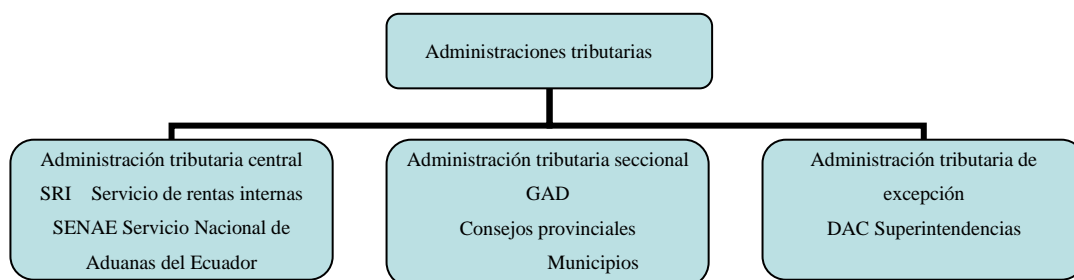 Administraciones tributarias
Administración tributaria central
SRI Servicio de rentas internas
SENAE Servicio Nacional de
Aduanas del Ecuador
Administración tributaria seccional
GAD
Consejos provinciales
Municipios
Administración tributaria de
excepción
DAC Superintendencias